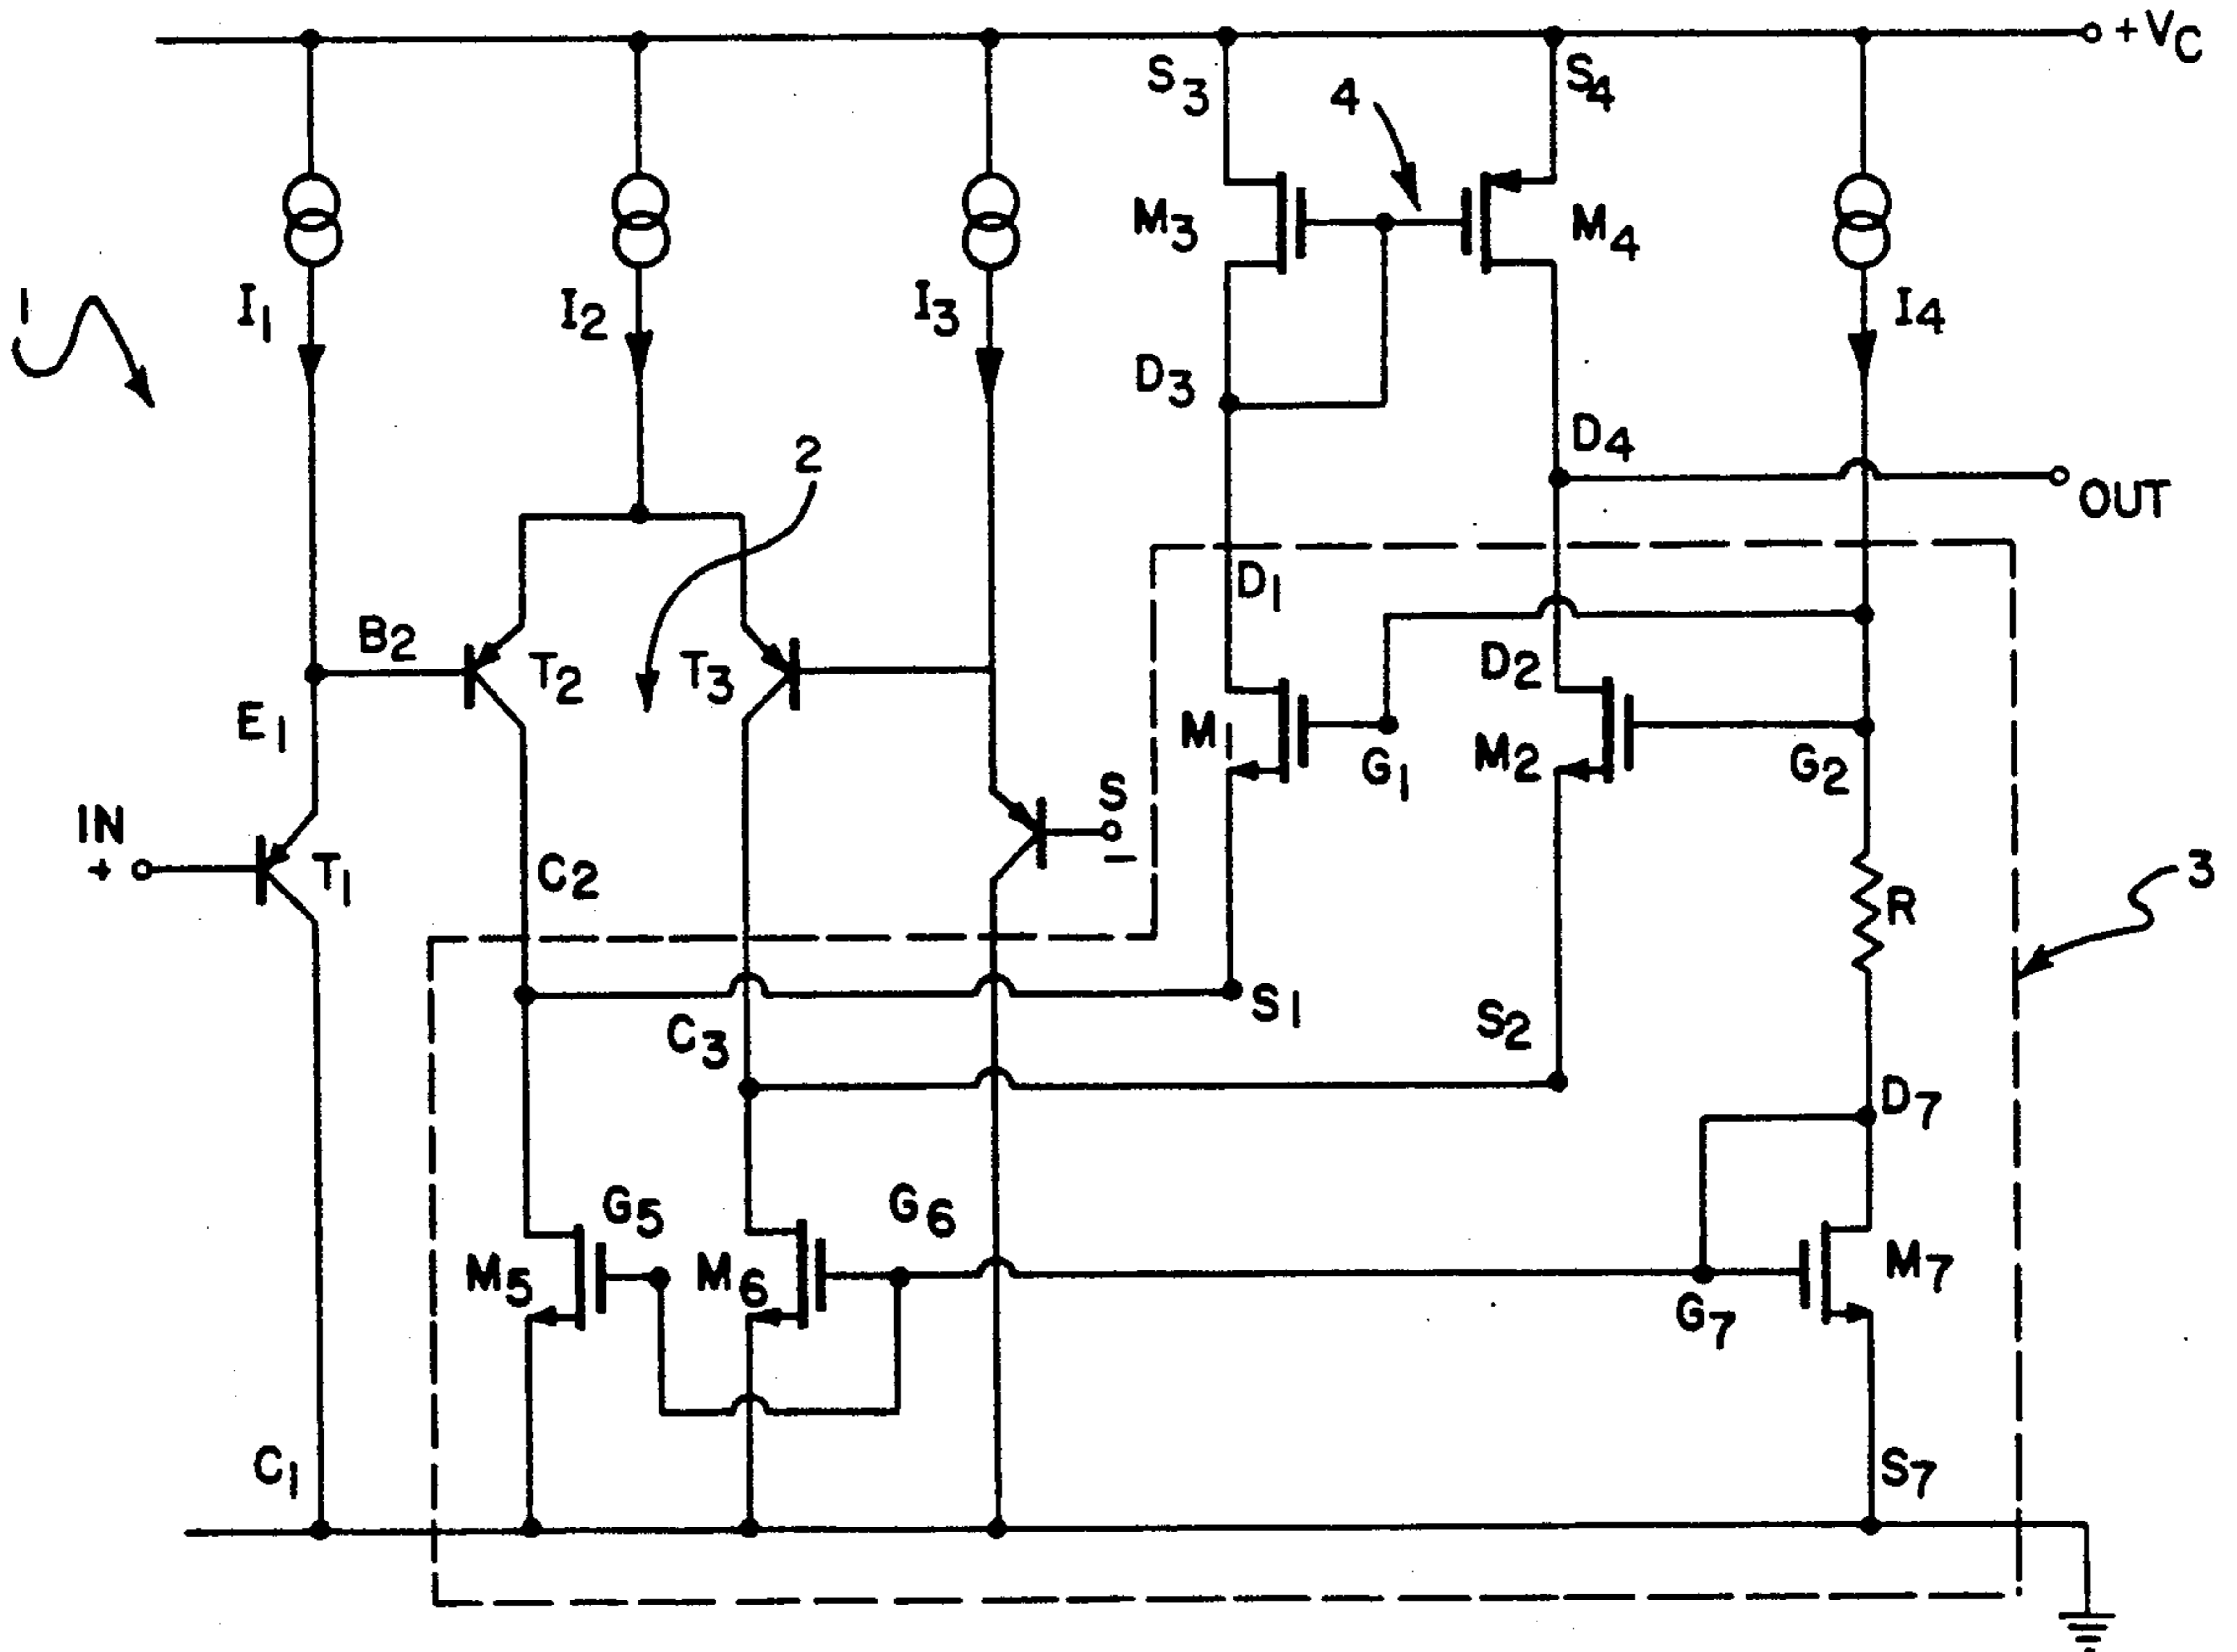 +VC
S3
S4
4
M3
M4
1
I1
I2
I3
I4
D3
D4
2
OUT
D1
B2
T2
T3
D2
E1
M1
G1
M2
G2
S
IN
+
−
T1
C2
R
3
S1
C3
S2
D7
G5
G6
M5
M6
M7
G7
C1
S7